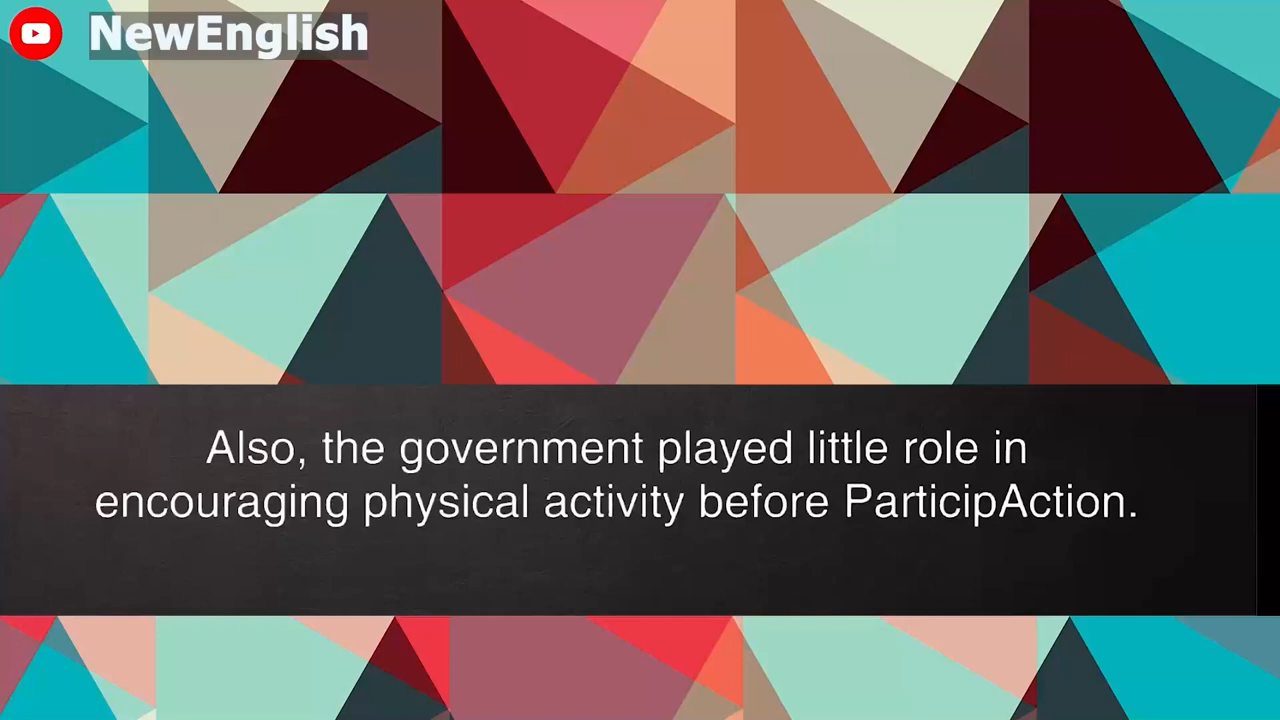 NewEnglish
Also, the government played little role in
encouraging physical activity before ParticipAction.